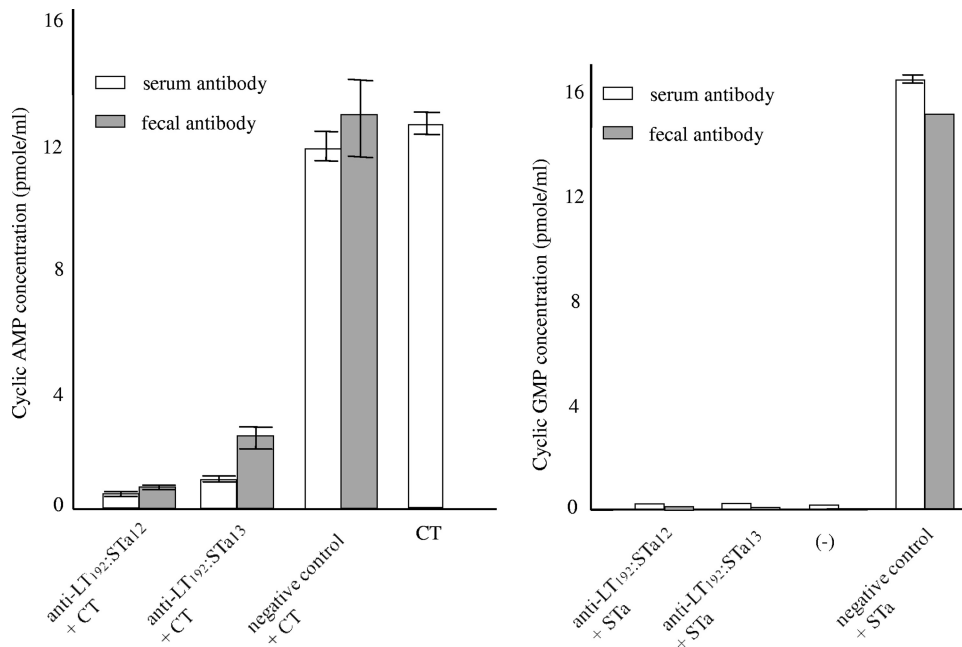 16
12
8
4
0
Cyclic AMP concentration (pmole/ml)
serum antibody
fecal antibody
anti-LT₁₉₂:STa₁₂
+ CT
anti-LT₁₉₂:STa₁₃
+ CT
negative control
+ CT
CT
16
12
8
4
0
Cyclic GMP concentration (pmole/ml)
serum antibody
fecal antibody
anti-LT₁₉₂:STa₁₂
+ STa
anti-LT₁₉₂:STa₁₃
+ STa
(-)
negative control
+ STa